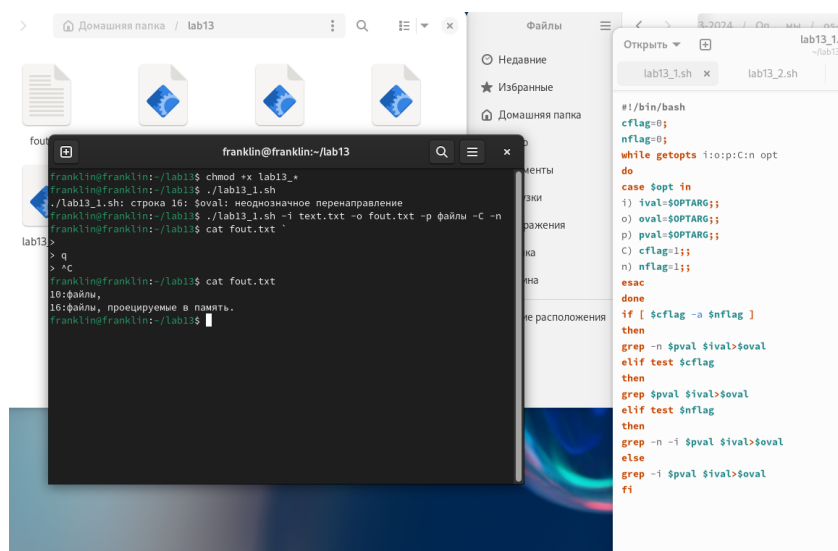 Домашняя папка / lab13
Файлы
Недавние
Избранные
Домашняя папка
fout
lab13_
franklin@franklin:~/lab13
franklin@franklin:~/lab13$ chmod +x lab13_*
franklin@franklin:~/lab13$ ./lab13_1.sh
./lab13_1.sh: строка 16: $oval: неоднозначное перенаправление
franklin@franklin:~/lab13$ ./lab13_1.sh -i text.txt -o fout.txt -p файлы -C -n
franklin@franklin:~/lab13$ cat fout.txt `
>
> q
> ^C
franklin@franklin:~/lab13$ cat fout.txt
10:файлы,
16:файлы, проецируемые в память.
franklin@franklin:~/lab13$
Открыть
lab13_1.
~/lab13
lab13_1.sh
lab13_2.sh
#!/bin/bash
cflag=0;
nflag=0;
while getopts i:o:p:C:n opt
do
case $opt in
i) ival=$OPTARG;;
o) oval=$OPTARG;;
p) pval=$OPTARG;;
C) cflag=1;;
n) nflag=1;;
esac
done
if [ $cflag -a $nflag ]
then
grep -n $pval $ival>$oval
elif test $cflag
then
grep $pval $ival>$oval
elif test $nflag
then
grep -n -i $pval $ival>$oval
else
grep -i $pval $ival>$oval
fi